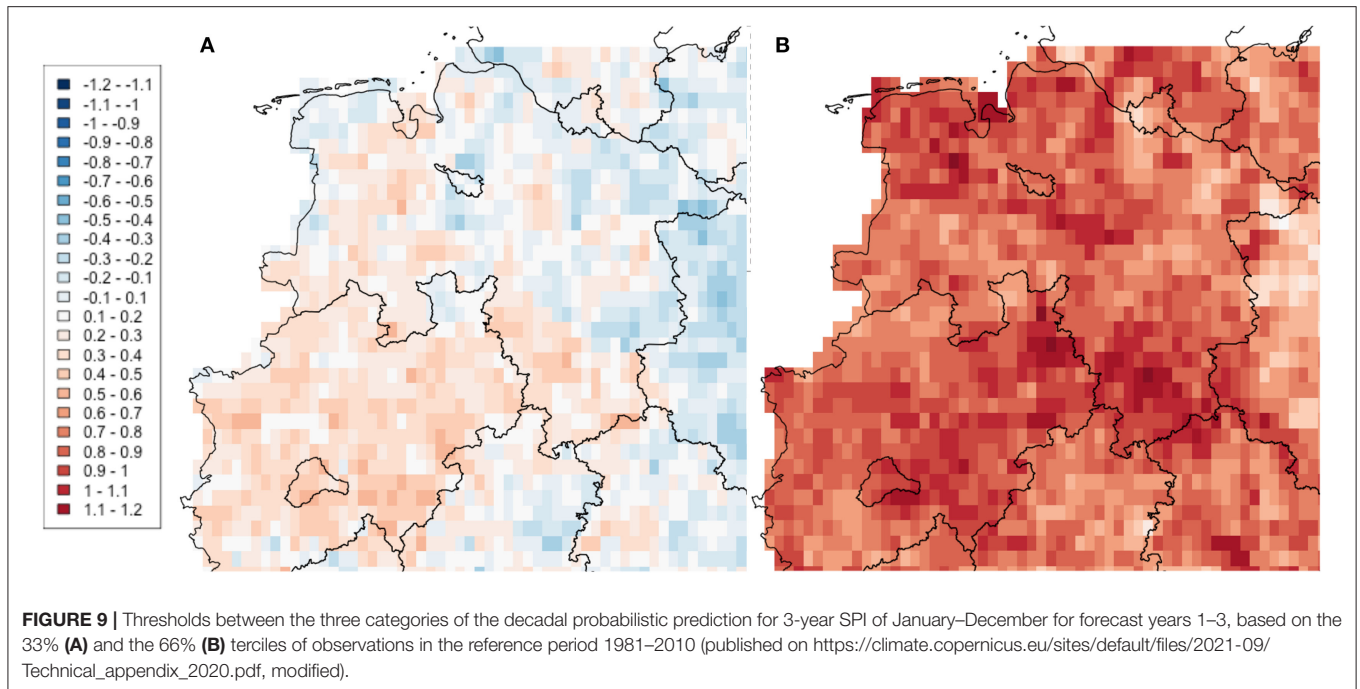 A
B
-1.2 - -1.1
-1.1 - -1
-1 - -0.9
-0.9 - -0.8
-0.8 - -0.7
-0.7 - -0.6
-0.6 - -0.5
-0.5 - -0.4
-0.4 - -0.3
-0.3 - -0.2
-0.2 - -0.1
-0.1 - 0.1
0.1 - 0.2
0.2 - 0.3
0.3 - 0.4
0.4 - 0.5
0.5 - 0.6
0.6 - 0.7
0.7 - 0.8
0.8 - 0.9
0.9 - 1
1 - 1.1
1.1 - 1.2
FIGURE 9 | Thresholds between the three categories of the decadal probabilistic prediction for 3-year SPI of January–December for forecast years 1–3, based on the
33% (A) and the 66% (B) terciles of observations in the reference period 1981–2010 (published on https://climate.copernicus.eu/sites/default/files/2021-09/
Technical_appendix_2020.pdf, modified).